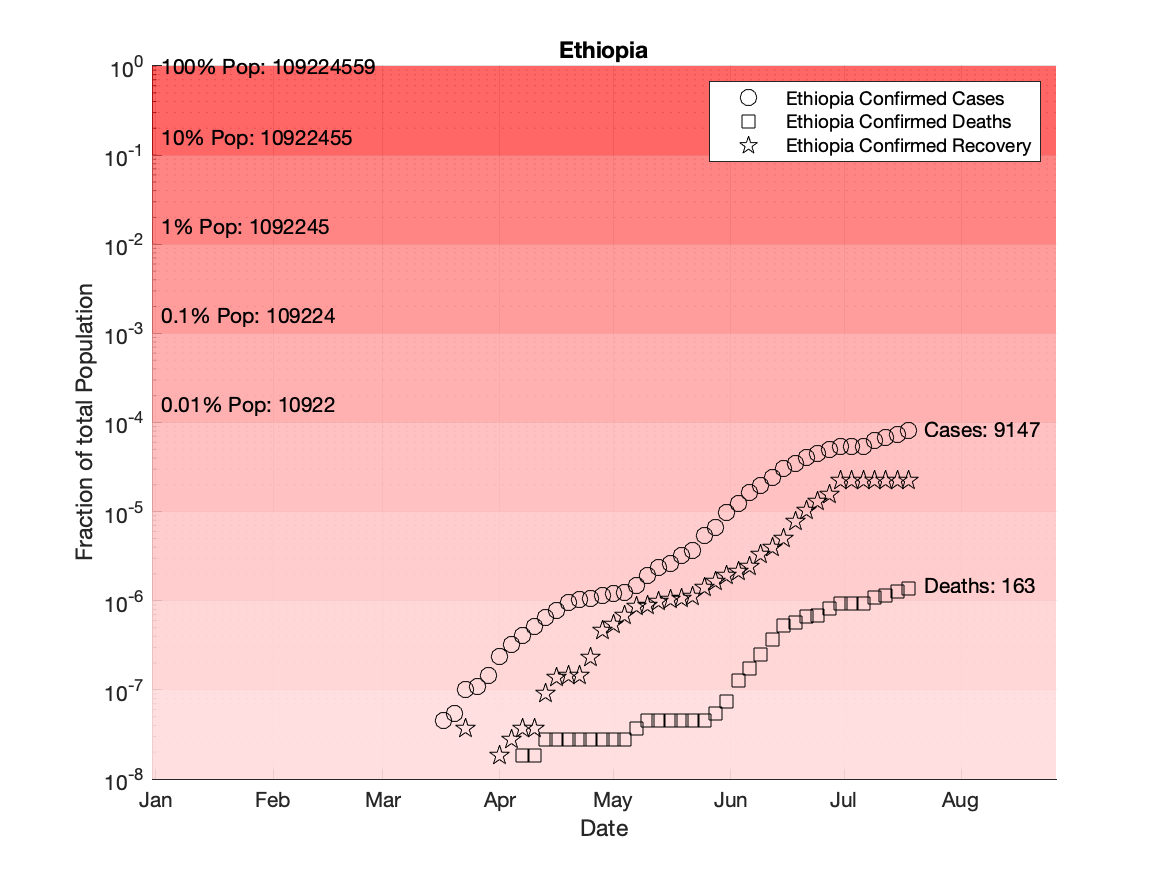 Ethiopia
10^0
100% Pop: 109224559
Ethiopia Confirmed Cases
Ethiopia Confirmed Deaths
Ethiopia Confirmed Recovery
10% Pop: 10922455
10^-1
1% Pop: 1092245
10^-2
0.1% Pop: 109224
10^-3
0.01% Pop: 10922
10^-4
Cases: 9147
10^-5
Deaths: 163
10^-6
10^-7
10^-8
Fraction of total Population
Jan Feb Mar Apr May Jun Jul Aug
Date